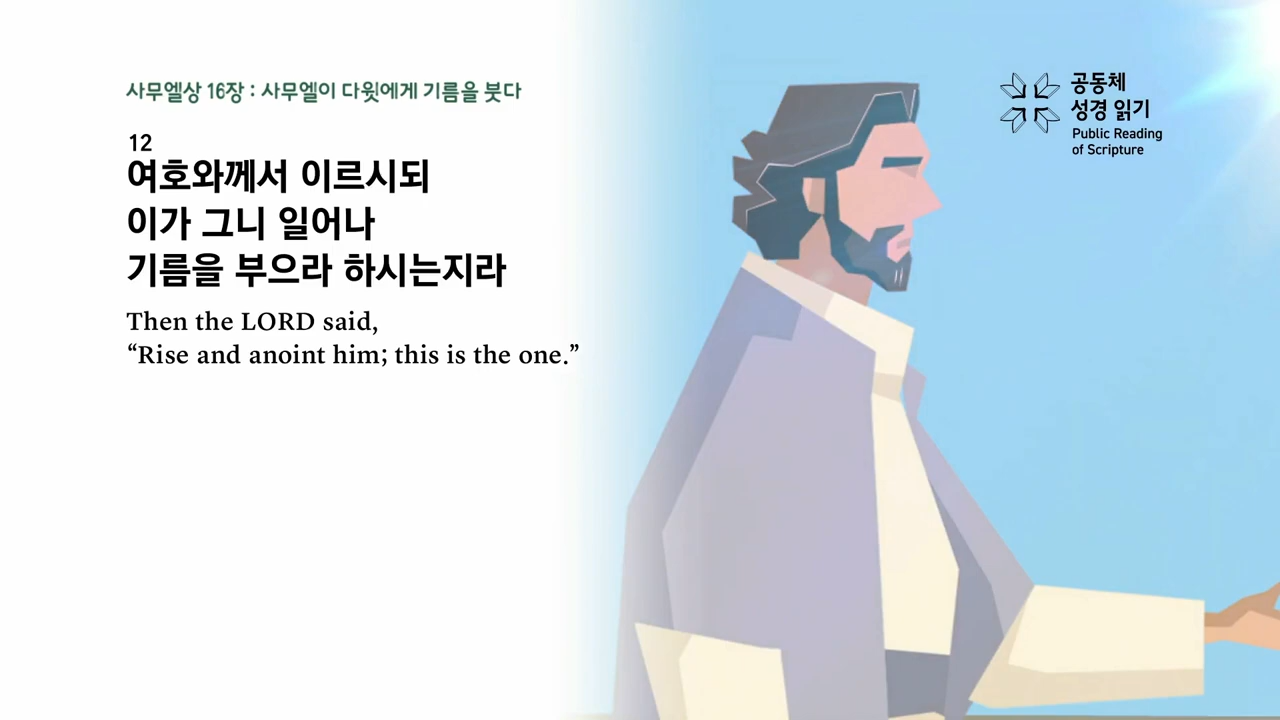 사무엘상 16장 : 사무엘이 다윗에게 기름을 붓다
12
여호와께서 이르시되
이가 그니 일어나
기름을 부으라 하시는지라
Then the LORD said,
“Rise and anoint him; this is the one.”
공동체
성경 읽기
Public Reading
of Scripture